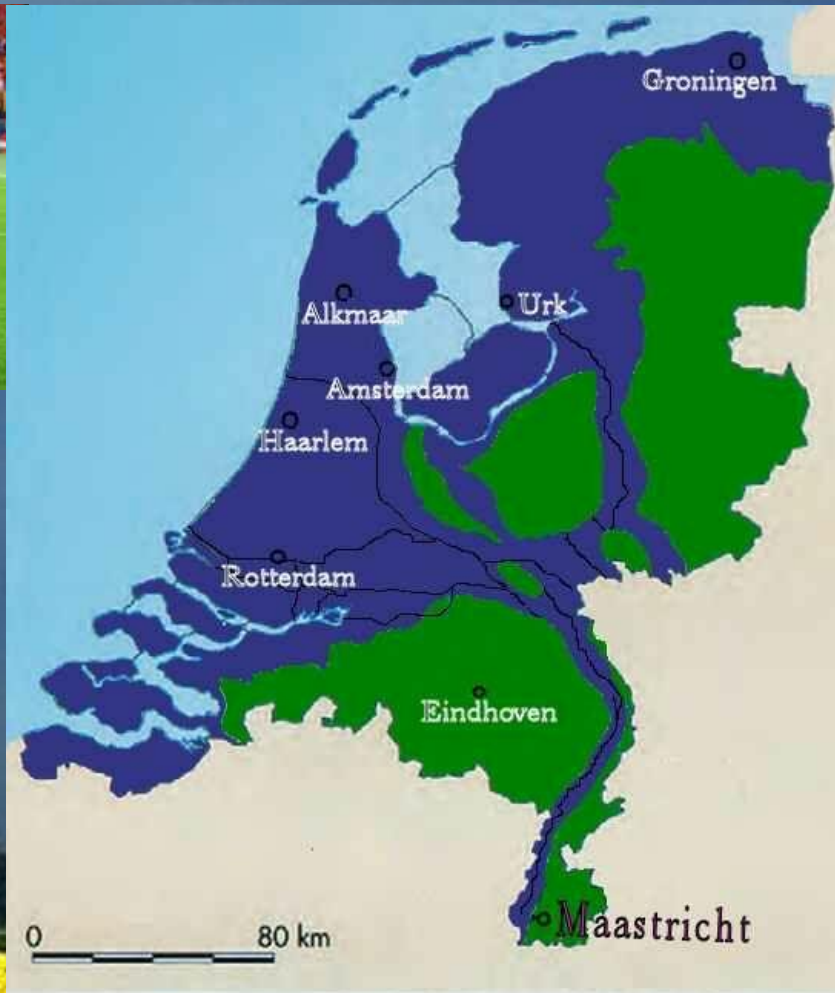 Groningen
Urk
Alkmaar
Amsterdam
Haarlem
Rotterdam
Eindhoven
Maastricht
0 80 km